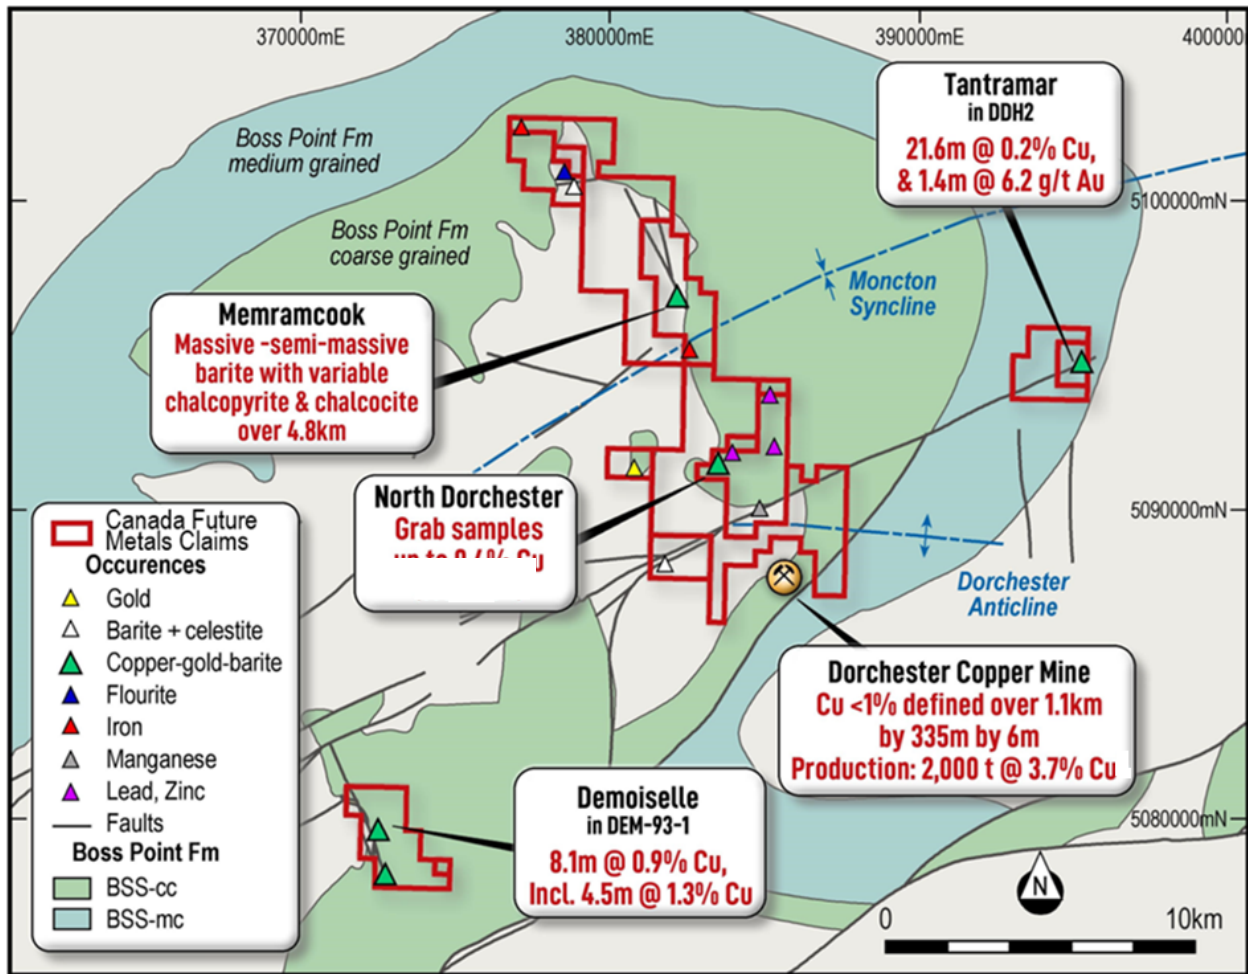 370000mE
380000mE
390000mE
400000
Tantramar
in DDH2
21.6m @ 0.2% Cu,
& 1.4m @ 6.2 g/t Au
Boss Point Fm
medium grained
5100000mN
Boss Point Fm
coarse grained
Moncton
Syncline
Memramcook
Massive -semi-massive
barite with variable
chalcopyrite & chalcocite
over 4.8km
North Dorchester
Grab samples
5090000mN
Canada Future
Metals Claims
Occurences
Gold
Barite + celestite
Copper-gold-barite
Flourite
Iron
Manganese
Lead, Zinc
Faults
Boss Point Fm
BSS-cc
BSS-mc
Dorchester
Anticline
Dorchester Copper Mine
Cu <1% defined over 1.1km
by 335m by 6m
Production: 2,000 t @ 3.7% Cu
Demoiselle
in DEM-93-1
8.1m @ 0.9% Cu,
Incl. 4.5m @ 1.3% Cu
5080000mN
N
0 10km